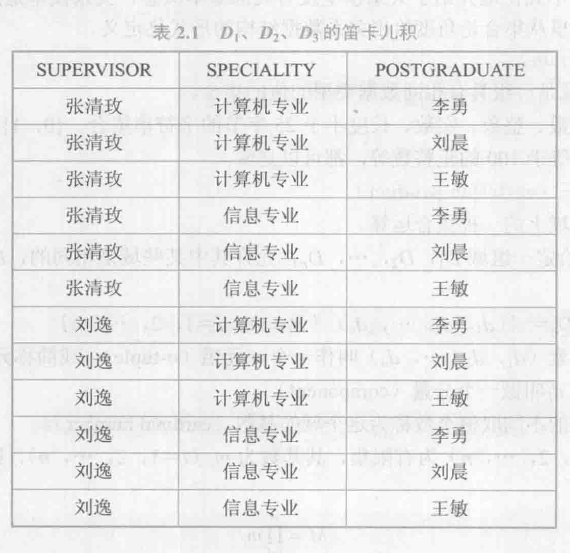 表 2.1 D₁、D₂、D₃的笛卡儿积
SUPERVISOR SPECIALITY POSTGRADUATE
张清玫 计算机专业 李勇
张清玫 计算机专业 刘晨
张清玫 计算机专业 王敏
张清玫 信息专业 李勇
张清玫 信息专业 刘晨
张清玫 信息专业 王敏
刘逸 计算机专业 李勇
刘逸 计算机专业 刘晨
刘逸 计算机专业 王敏
刘逸 信息专业 李勇
刘逸 信息专业 刘晨
刘逸 信息专业 王敏